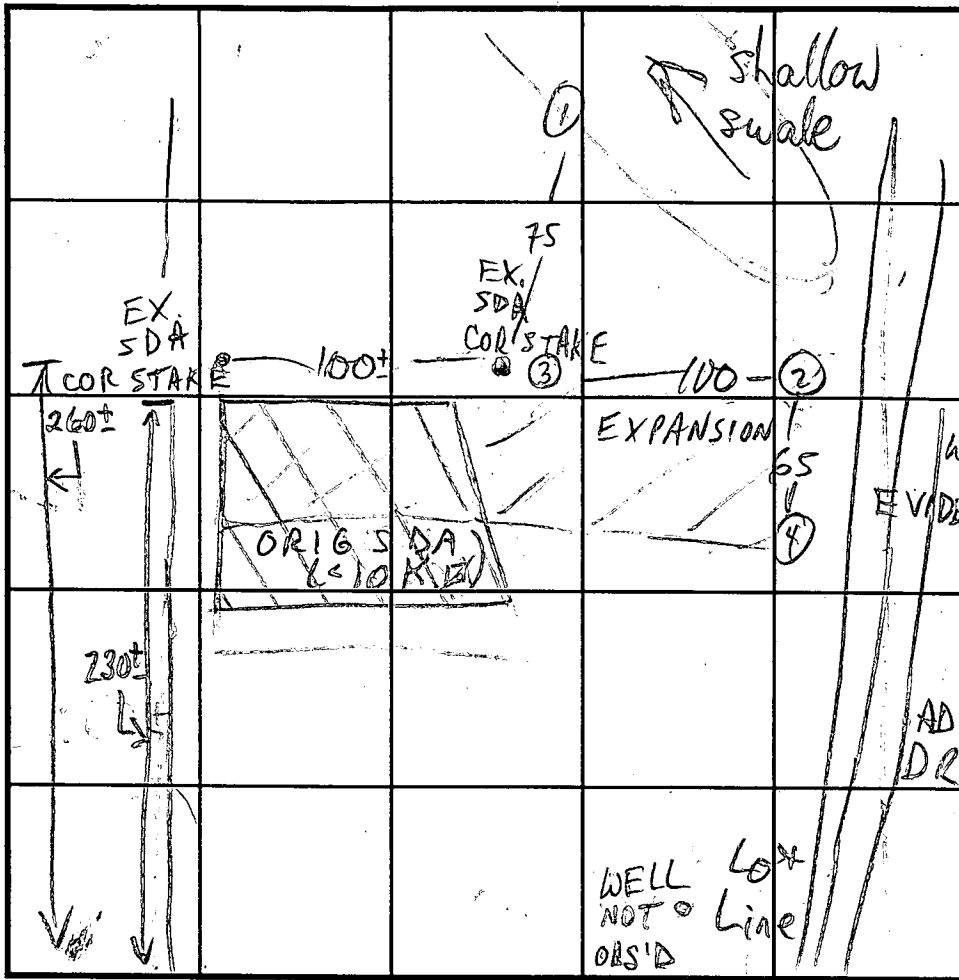 shallow
swale
①
75
EX.
SDA
COR STAKE
③
EX.
SDA
COR STAKE
100±
100
②
260±
EXPANSION
65
④
EVIDE
ORIG SDA
230±
AD
DR
WELL
NOT
OBS'D
Lot
Line